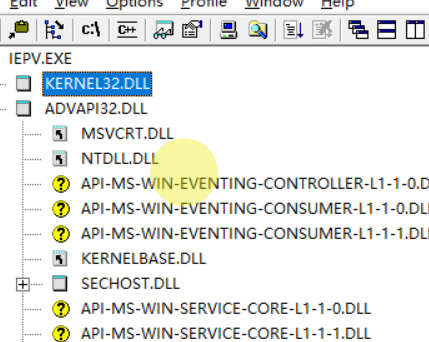 Edit View Options Profile Window Help
c:\ C++
IEPV.EXE
KERNEL32.DLL
ADVAPI32.DLL
MSVCRT.DLL
NTDLL.DLL
API-MS-WIN-EVENTING-CONTROLLER-L1-1-0.D
API-MS-WIN-EVENTING-CONSUMER-L1-1-0.DL
API-MS-WIN-EVENTING-CONSUMER-L1-1-1.DL
KERNELBASE.DLL
SECHOST.DLL
API-MS-WIN-SERVICE-CORE-L1-1-0.DLL
API-MS-WIN-SERVICE-CORE-L1-1-1.DLL